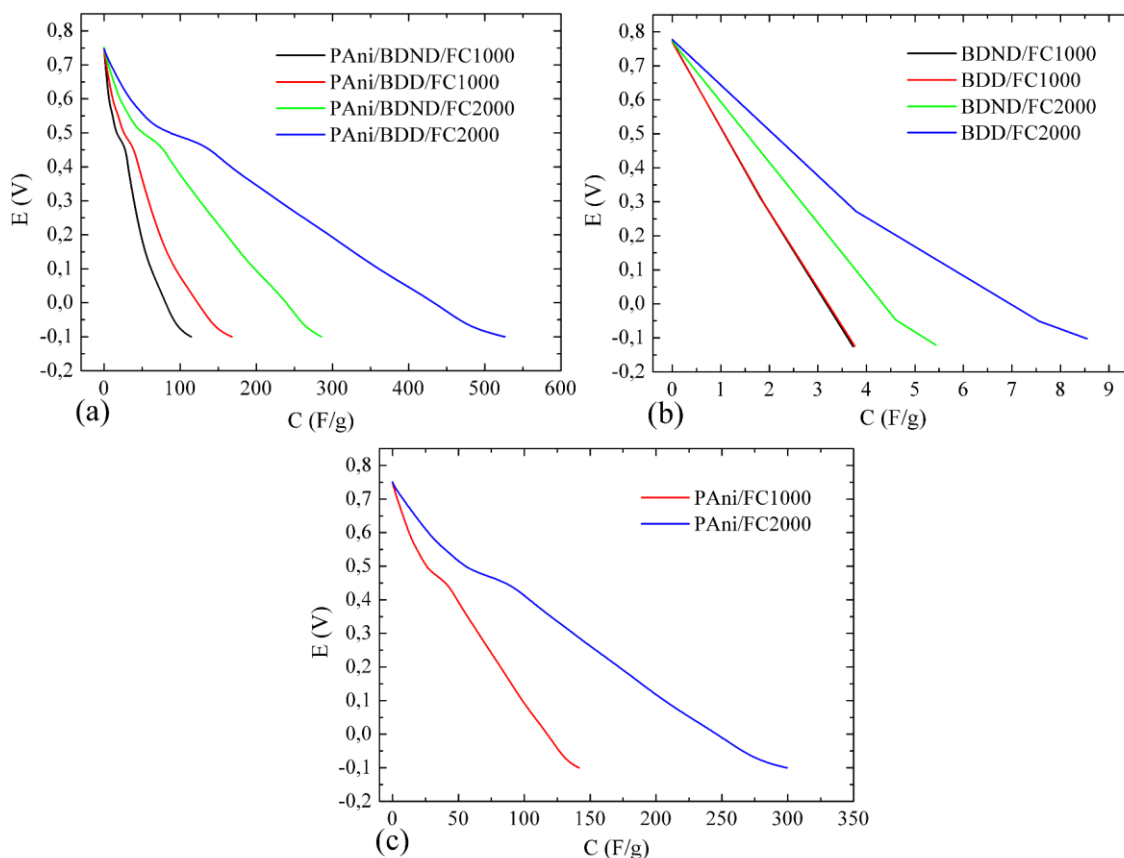 0,8
0,7
0,6
0,5
0,4
0,3
0,2
0,1
0,0
-0,1
-0,2
E (V)
PAni/BDND/FC1000
PAni/BDD/FC1000
PAni/BDND/FC2000
PAni/BDD/FC2000
0 100 200 300 400 500 600
(a)
C (F/g)
0,8
0,7
0,6
0,5
0,4
0,3
0,2
0,1
0,0
-0,1
-0,2
E (V)
BDND/FC1000
BDD/FC1000
BDND/FC2000
BDD/FC2000
0 1 2 3 4 5 6 7 8 9
(b)
C (F/g)
0,8
0,7
0,6
0,5
0,4
0,3
0,2
0,1
0,0
-0,1
-0,2
E (V)
PAni/FC1000
PAni/FC2000
0 50 100 150 200 250 300 350
(c)
C (F/g)